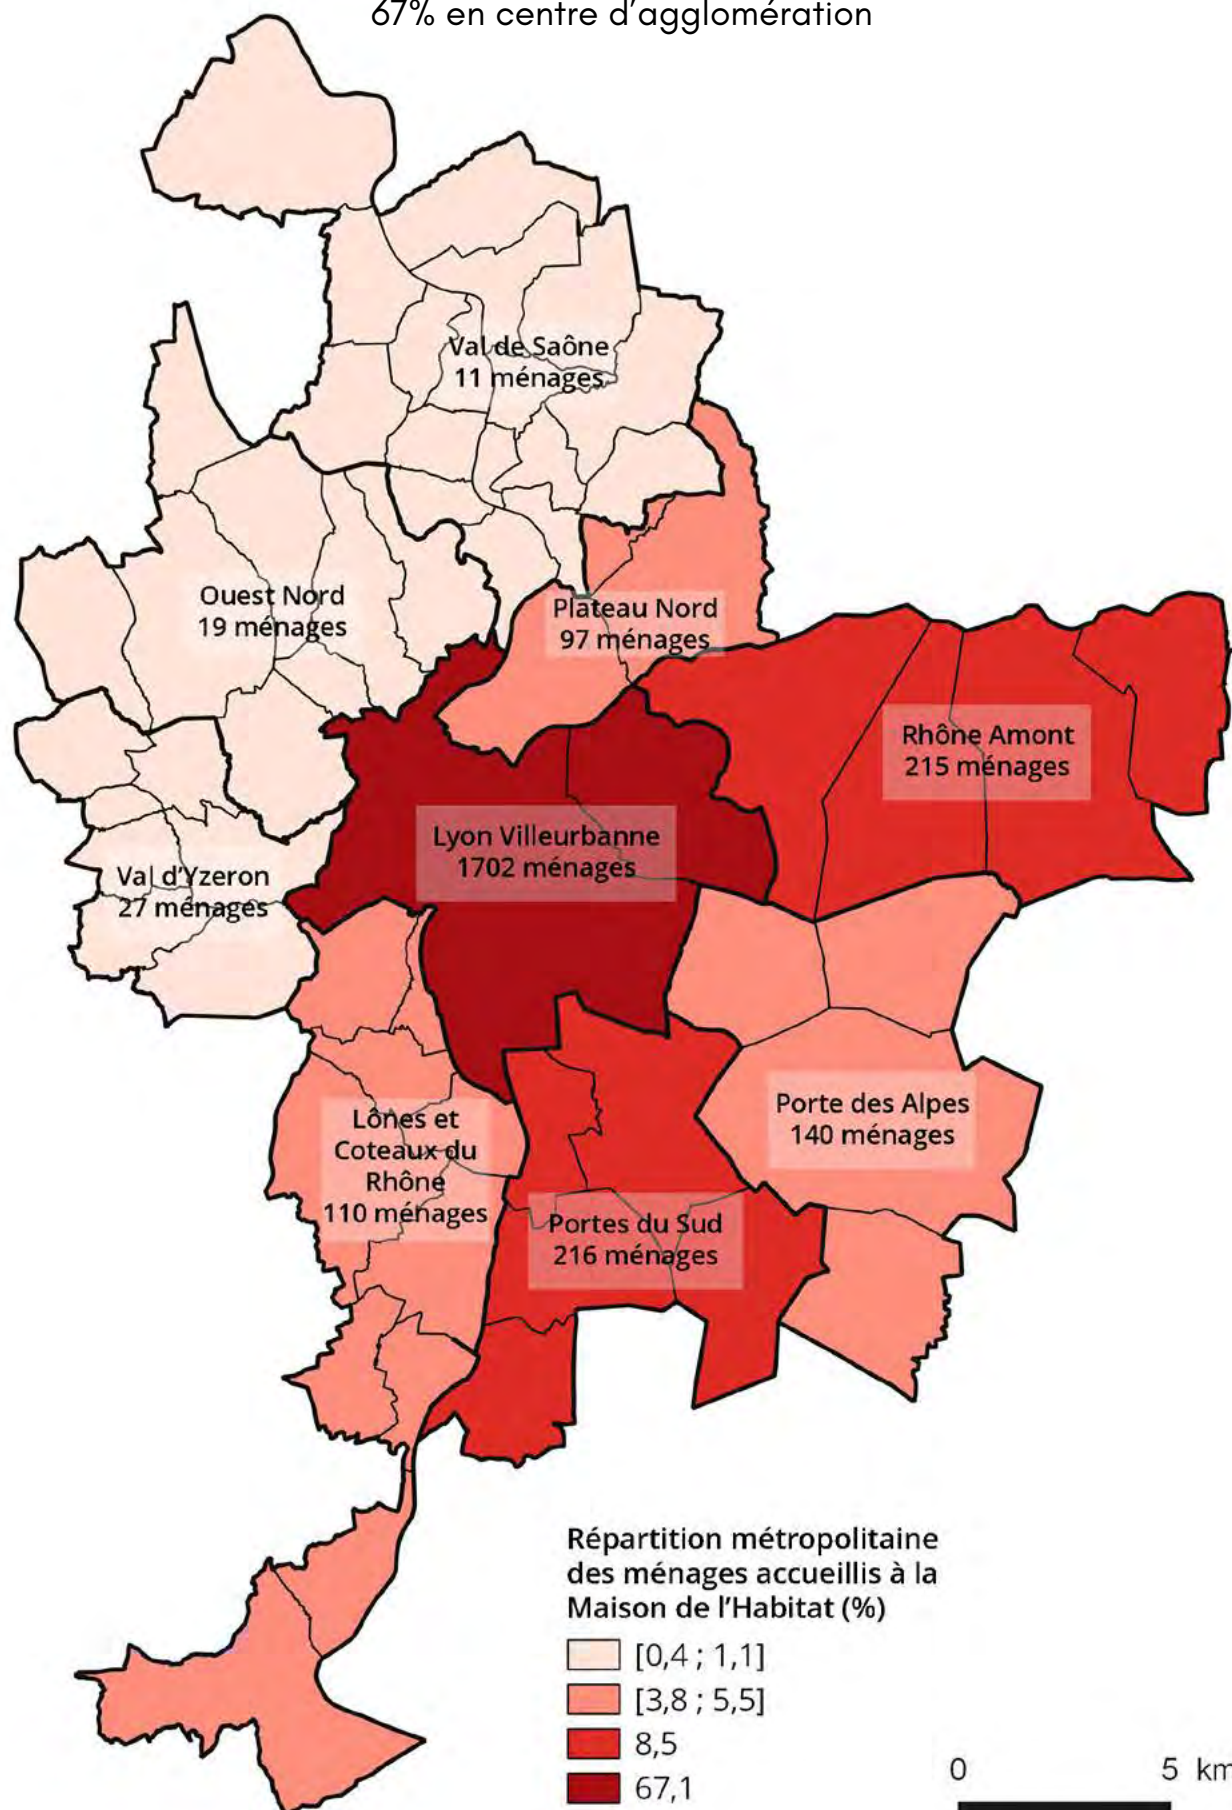 67% en centre d'agglomération
Val de Saône
11 ménages
Ouest Nord
19 ménages
Plateau Nord
97 ménages
Rhône Amont
215 ménages
Lyon Villeurbanne
1702 ménages
Val d'Yzeron
27 ménages
Porte des Alpes
140 ménages
Lônes et
Coteaux du
Rhône
110 ménages
Portes du Sud
216 ménages
Répartition métropolitaine
des ménages accueillis à la
Maison de l'Habitat (%)
[0,4 ; 1,1]
[3,8 ; 5,5]
8,5
67,1
0 5 km